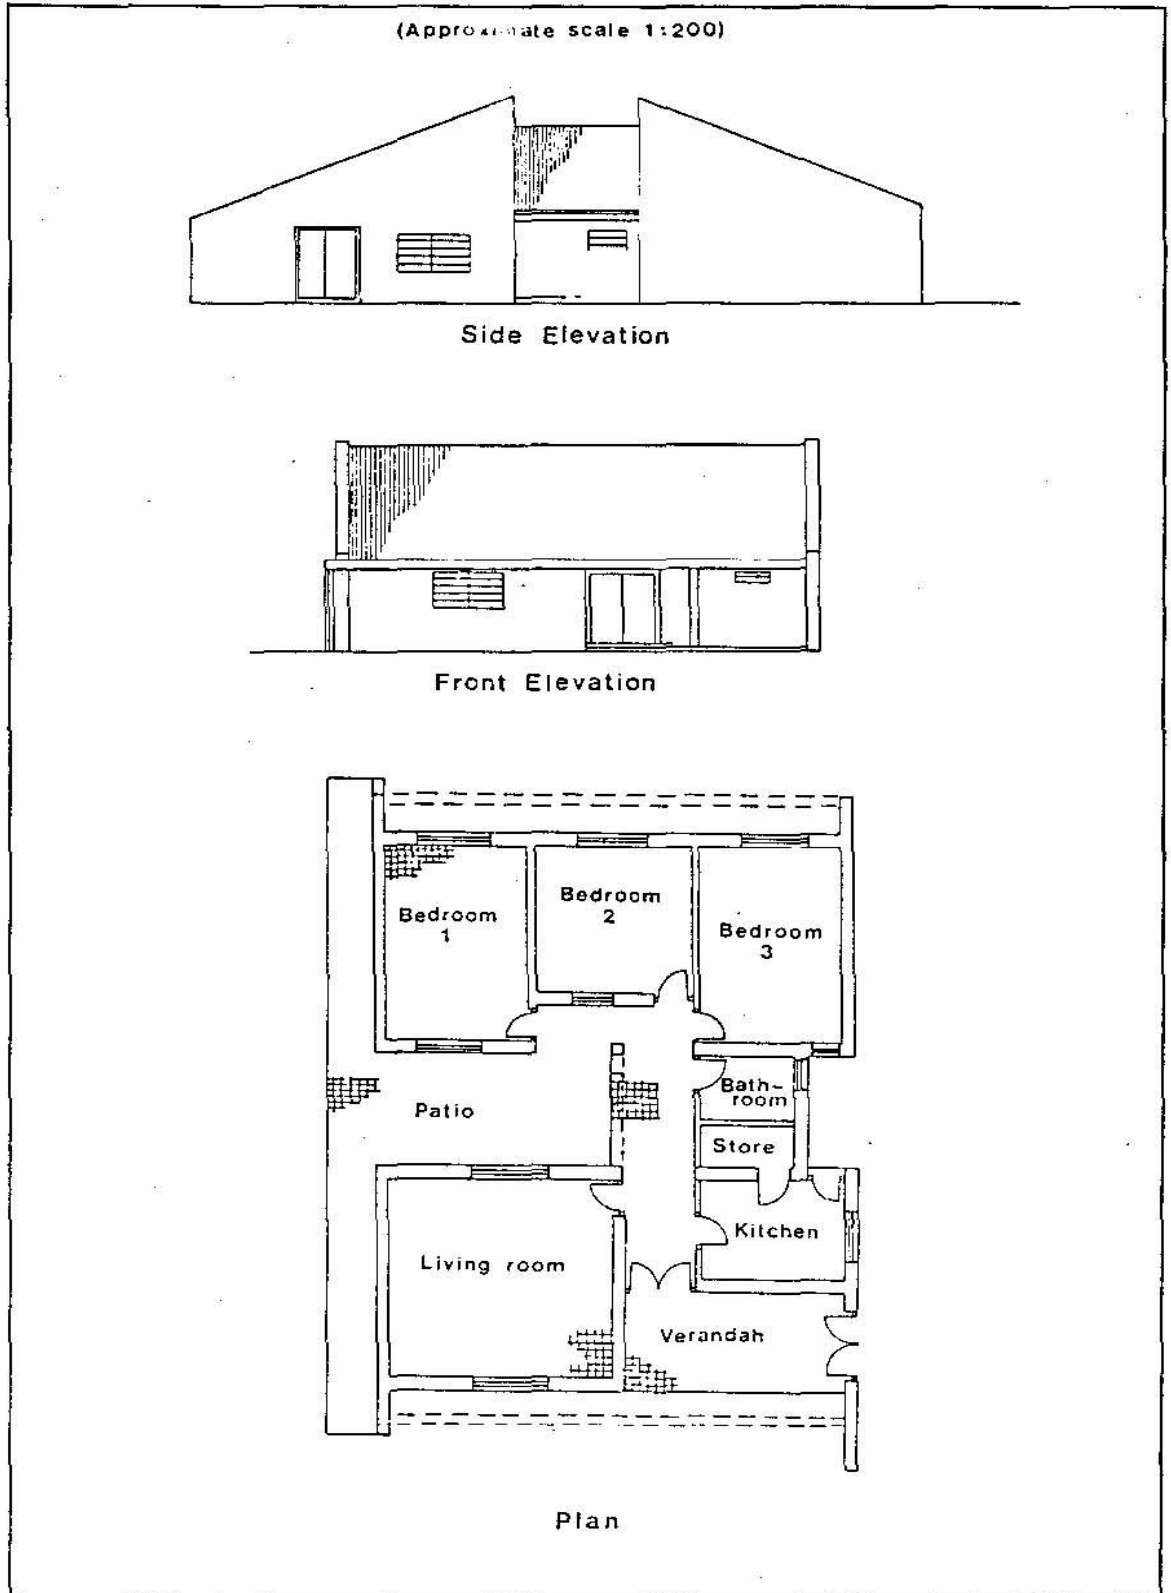 (Approximate scale 1:200)
Side Elevation
Front Elevation
Bedroom
1
Bedroom
2
Bedroom
3
Patio
Bath-
room
Store
Kitchen
Living room
Verandah
Plan